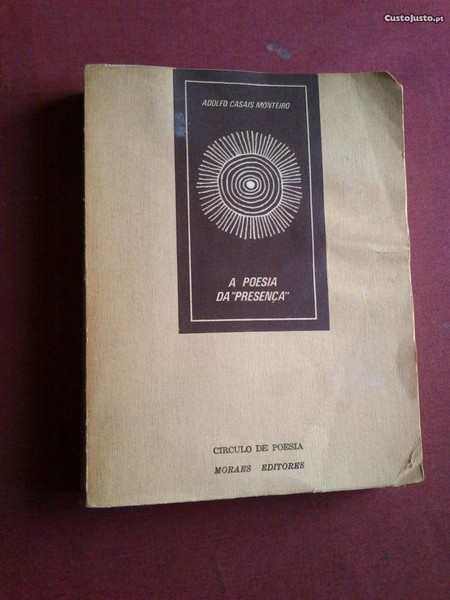 CustoJusto.pt
ADOLFO CASAIS MONTEIRO
A POESIA
DA "PRESENÇA"
CIRCULO DE POESIA
MORAES EDITORES